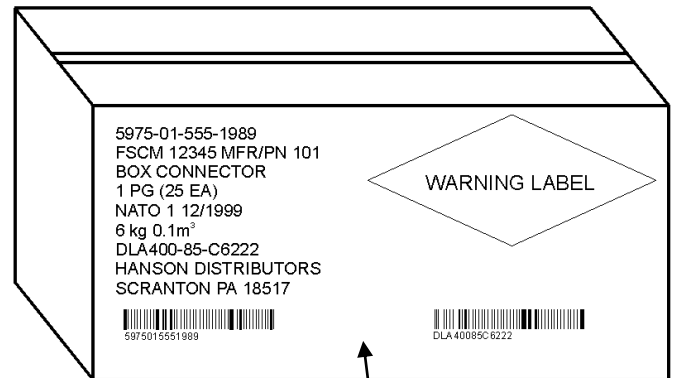 5975-01-555-1989
FSCM 12345 MFR/PN 101
BOX CONNECTOR
1 PG (25 EA)
NATO 1 12/1999
6 kg 0.1m³
DLA400-85-C6222
HANSON DISTRIBUTORS
SCRANTON PA 18517
5975015551989
WARNING LABEL
DLA40085C6222